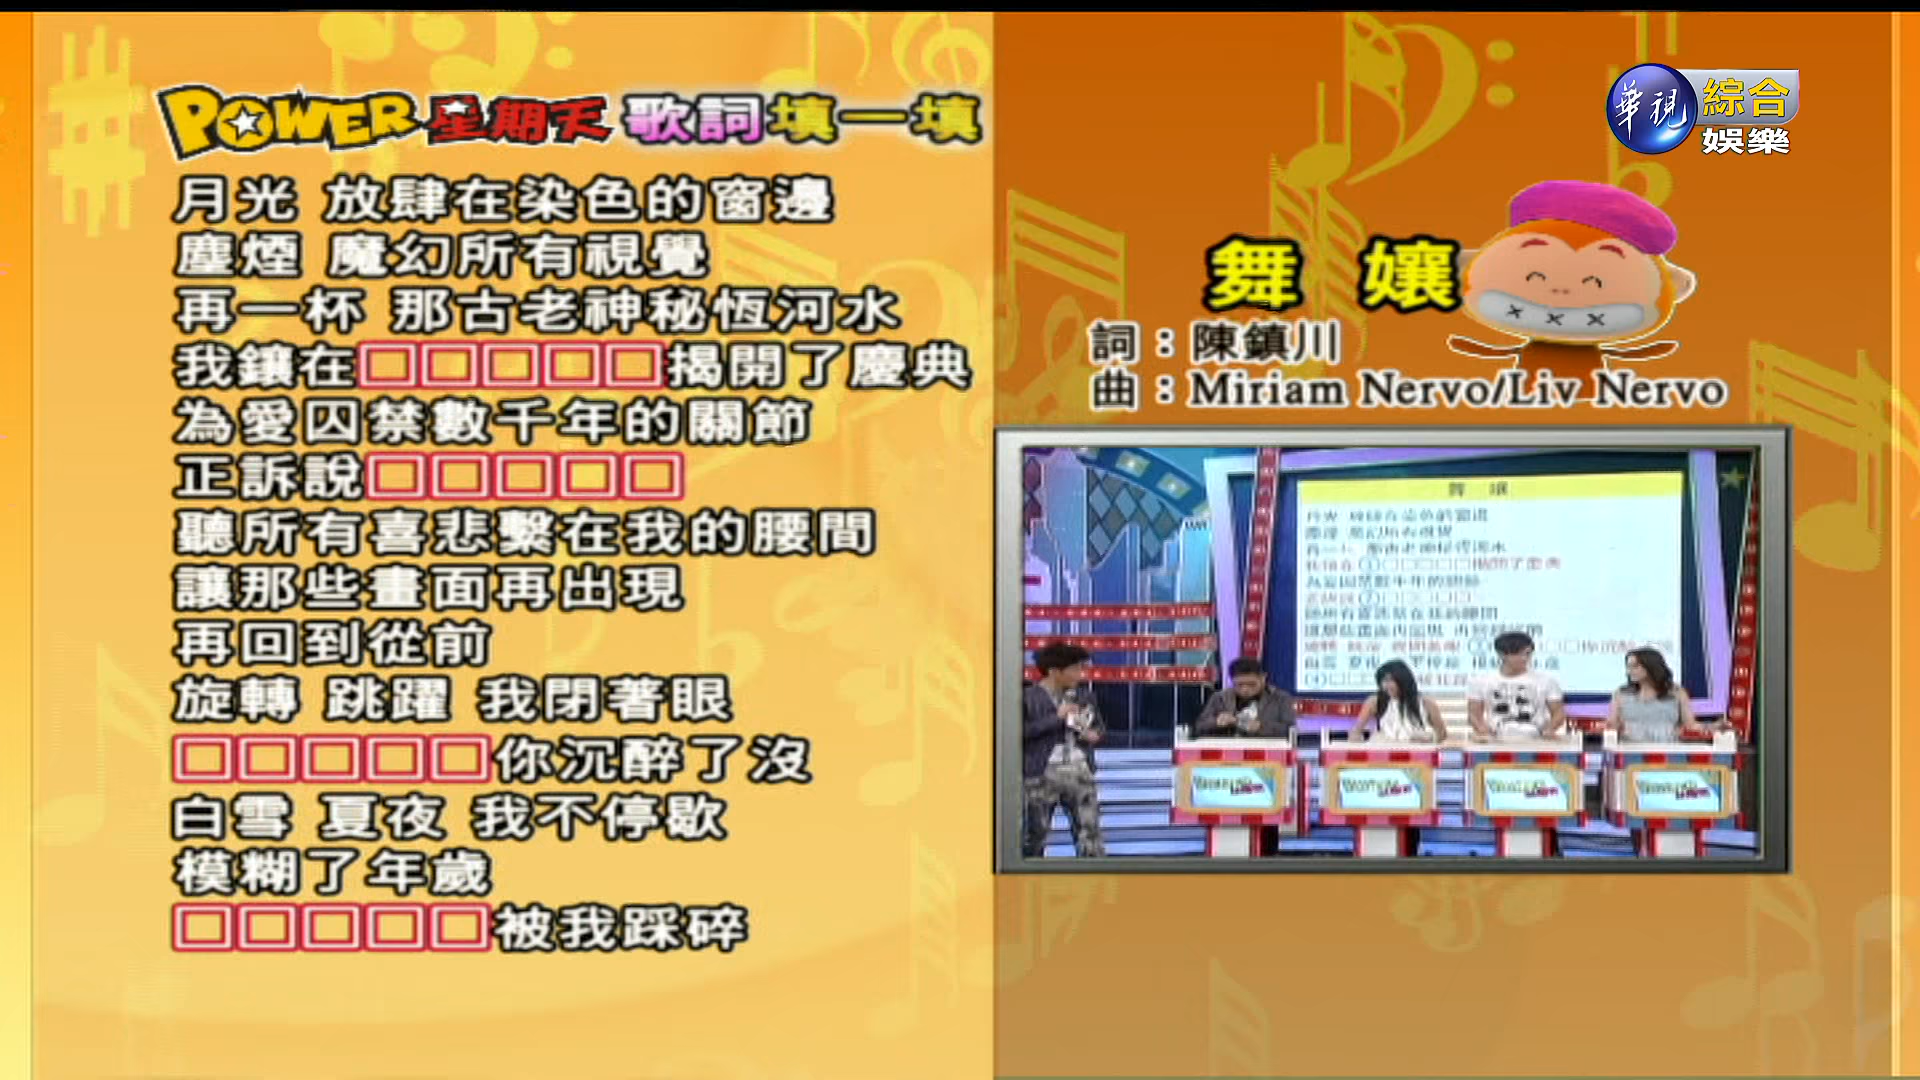 POWER星期天 歌詞填一填
月光 放肆在染色的窗邊
塵煙 魔幻所有視覺
再一杯 那古老神秘恆河水
我鑲在□□□□□揭開了慶典
為愛囚禁數千年的關節
正訴說□□□□□
聽所有喜悲繫在我的腰間
讓那些畫面再出現
再回到從前
旋轉 跳躍 我閉著眼
□□□□□你沉醉了沒
白雪 夏夜 我不停歇
模糊了年歲
□□□□□被我踩碎
華視 綜合
娛樂
舞 孃
詞：陳鎮川
曲：Miriam Nervo/Liv Nervo